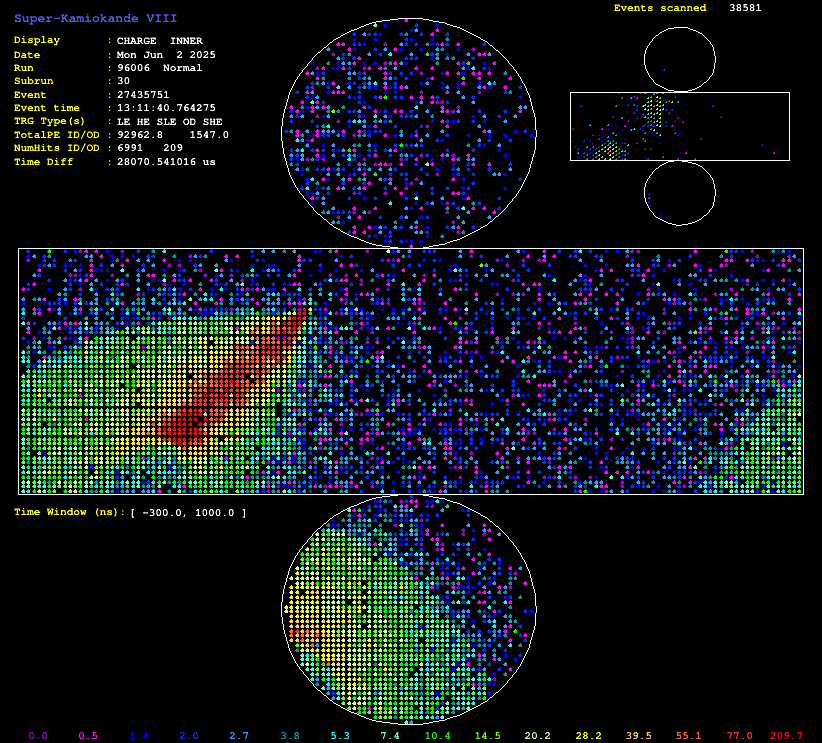 Super-Kamiokande VIII
Events scanned 38581
Display : CHARGE INNER
Date : Mon Jun 2 2025
Run : 96006 Normal
Subrun : 30
Event : 27435751
Event time : 13:11:40.764275
TRG Type(s) : LE HE SLE OD SHE
TotalPE ID/OD : 92962.8 1547.0
NumHits ID/OD : 6991 209
Time Diff : 28070.541016 us
Time Window (ns): [ -300.0, 1000.0 ]
0.0 0.5 1.4 2.0 2.7 3.8 5.3 7.4 10.4 14.5 20.2 28.2 39.5 55.1 77.0 209.7